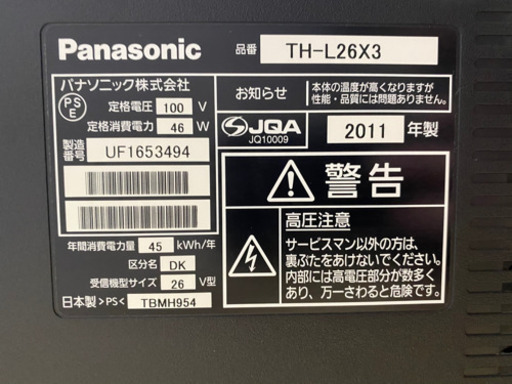 Panasonic 品番 TH-L26X3
パナソニック株式会社
PS
E
定格電圧 100 V
定格消費電力 46 W
お知らせ
本体の温度が高くなりますが
性能・品質には問題ありません。
製造
番号 UF1653494
JQA
JQ10009
2011 年製
警告
高圧注意
サービスマン以外の方は、
裏ぶたをあけないでください。
内部には高電圧部分が数多く
あり、万一さわると危険です。
年間消費電力量 45 kWh/年
区分名 DK
受信機型サイズ 26 V型
日本製 >PS< TBMH954